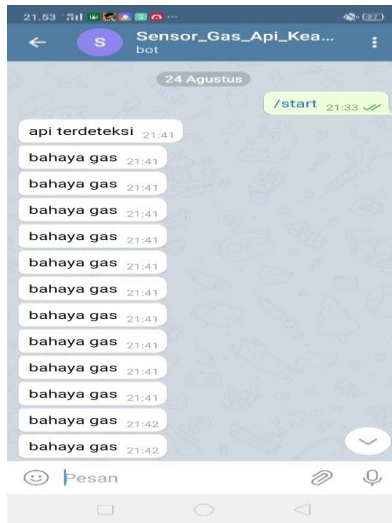 21.53
Sensor_Gas_Api_Kea...
S
bot
24 Agustus
/start 21:33
api terdeteksi 21:41
bahaya gas 21:41
bahaya gas 21:41
bahaya gas 21:41
bahaya gas 21:41
bahaya gas 21:41
bahaya gas 21:41
bahaya gas 21:41
bahaya gas 21:41
bahaya gas 21:41
bahaya gas 21:41
bahaya gas 21:42
bahaya gas 21:42
Pesan